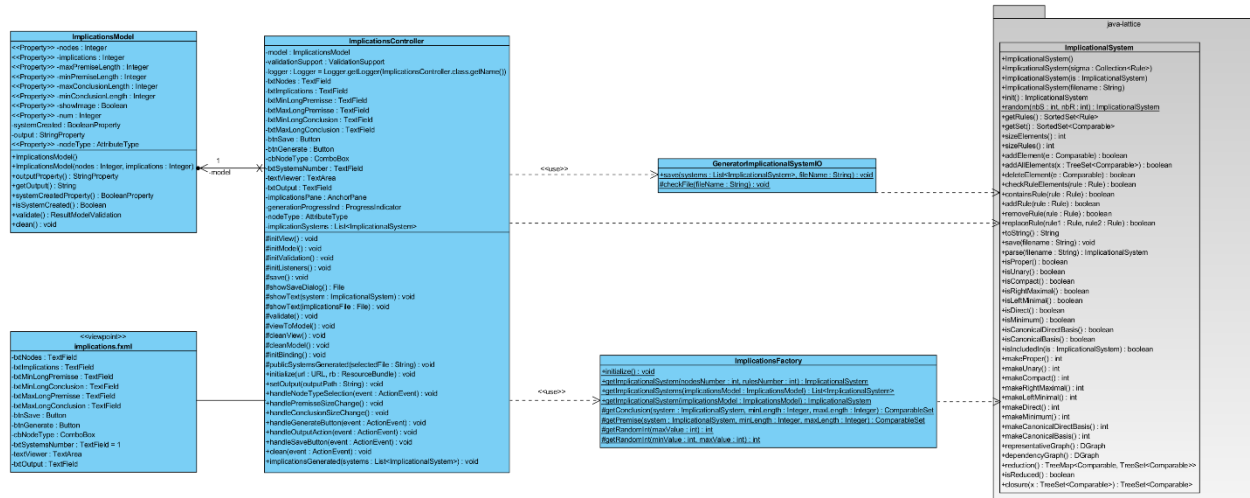 ImplicationsModel
<<Property>> -nodes : Integer
<<Property>> -implications : Integer
<<Property>> -maxPremiseLength : Integer
<<Property>> -minPremiseLength : Integer
<<Property>> -maxConclusionLength : Integer
<<Property>> -minConclusionLength : Integer
<<Property>> -showImage : Boolean
<<Property>> -num : Integer
-systemCreated : BooleanProperty
-output : StringProperty
<<Property>> -nodeType : AttributeType
+ImplicationsModel()
+ImplicationsModel(nodes : Integer, implications : Integer)
+outputProperty() : StringProperty
+getOutput() : String
+systemCreatedProperty() : BooleanProperty
+isSystemCreated() : Boolean
+validate() : ResultModelValidation
+clean() : void
1
-model
<<viewpoint>>
implications.fxml
-txtNodes : TextField
-txtImplications : TextField
-txtMinLongPremisse : TextField
-txtMinLongConclusion : TextField
-txtMaxLongPremisse : TextField
-txtMaxLongConclusion : TextField
-btnSave : Button
-btnGenerate : Button
-cbNodeType : ComboBox
-txtSystemsNumber : TextField = 1
-textViewer : TextArea
-txtOutput : TextField
ImplicationsController
-model : ImplicationsModel
-validationSupport : ValidationSupport
-logger : Logger = Logger.getLogger(ImplicationsController.class.getName())
-txtNodes : TextField
-txtImplications : TextField
-txtMinLongPremisse : TextField
-txtMaxLongPremisse : TextField
-txtMinLongConclusion : TextField
-txtMaxLongConclusion : TextField
-btnSave : Button
-btnGenerate : Button
-cbNodeType : ComboBox
-txtSystemsNumber : TextField
-textViewer : TextArea
-txtOutput : TextField
-implicationsPane : AnchorPane
-generationProgressInd : ProgressIndicator
-nodeType : AttributeType
-implicationSystems : List<ImplicationalSystem>
#initView() : void
#initModel() : void
#initValidation() : void
#initListeners() : void
#save() : void
#showSaveDialog() : File
#showText(system : ImplicationalSystem) : void
#showText(implicationsFile : File) : void
#validate() : void
#viewToModel() : void
#cleanView() : void
#cleanModel() : void
#initBinding() : void
#publicSystemsGenerated(selectedFile : String) : void
+initialize(url : URL, rb : ResourceBundle) : void
+setOutput(outputPath : String) : void
+handleNodeTypeSelection(event : ActionEvent) : void
+handlePremisseSizeChange() : void
+handleConclusionSizeChange() : void
+handleGenerateButton(event : ActionEvent) : void
+handleOutputAction(event : ActionEvent) : void
+handleSaveButton(event : ActionEvent) : void
+clean(event : ActionEvent) : void
+implicationsGenerated(systems : List<ImplicationalSystem>) : void
<<use>>
<<use>>
GeneratorImplicationalSystemIO
+save(systems : List<ImplicationalSystem>, fileName : String) : void
#checkFile(fileName : String) : void
ImplicationsFactory
+initialize() : void
+getImplicationalSystem(nodesNumber : int, rulesNumber : int) : ImplicationalSystem
+getImplicationalSystems(implicationsModel : ImplicationsModel) : List<ImplicationalSystem>
+getImplicationalSystem(implicationsModel : ImplicationsModel) : ImplicationalSystem
#getConclusion(system : ImplicationalSystem, minLength : Integer, maxLength : Integer) : ComparableSet
#getPremise(system : ImplicationalSystem, minLength : Integer, maxLength : Integer) : ComparableSet
#getRandomInt(maxValue : int) : int
#getRandomInt(minValue : int, maxValue : int) : int
java-lattice
ImplicationalSystem
+ImplicationalSystem()
+ImplicationalSystem(sigma : Collection<Rule>)
+ImplicationalSystem(is : ImplicationalSystem)
+ImplicationalSystem(filename : String)
+init() : ImplicationalSystem
+random(nbS : int, nbR : int) : ImplicationalSystem
+getRules() : SortedSet<Rule>
+getSet() : SortedSet<Comparable>
+sizeElements() : int
+sizeRules() : int
+addElement(e : Comparable) : boolean
+addAllElements(x : TreeSet<Comparable>) : boolean
+deleteElement(e : Comparable) : boolean
+checkRuleElements(rule : Rule) : boolean
+containsRule(rule : Rule) : boolean
+addRule(rule : Rule) : boolean
+removeRule(rule : Rule) : boolean
+replaceRule(rule1 : Rule, rule2 : Rule) : boolean
+toString() : String
+save(filename : String) : void
+parse(filename : String) : ImplicationalSystem
+isProper() : boolean
+isUnary() : boolean
+isCompact() : boolean
+isRightMaximal() : boolean
+isLeftMinimal() : boolean
+isDirect() : boolean
+isMinimum() : boolean
+isCanonicalDirectBasis() : boolean
+isCanonicalBasis() : boolean
+isIncludedIn(is : ImplicationalSystem) : boolean
+makeProper() : int
+makeUnary() : int
+makeCompact() : int
+makeRightMaximal() : int
+makeLeftMinimal() : int
+makeDirect() : int
+makeMinimum() : int
+makeCanonicalDirectBasis() : int
+makeCanonicalBasis() : int
+representativeGraph() : DGraph
+dependencyGraph() : DGraph
+reduction() : TreeMap<Comparable, TreeSet<Comparable>>
+isReduced() : boolean
+closure(x : TreeSet<Comparable>) : TreeSet<Comparable>